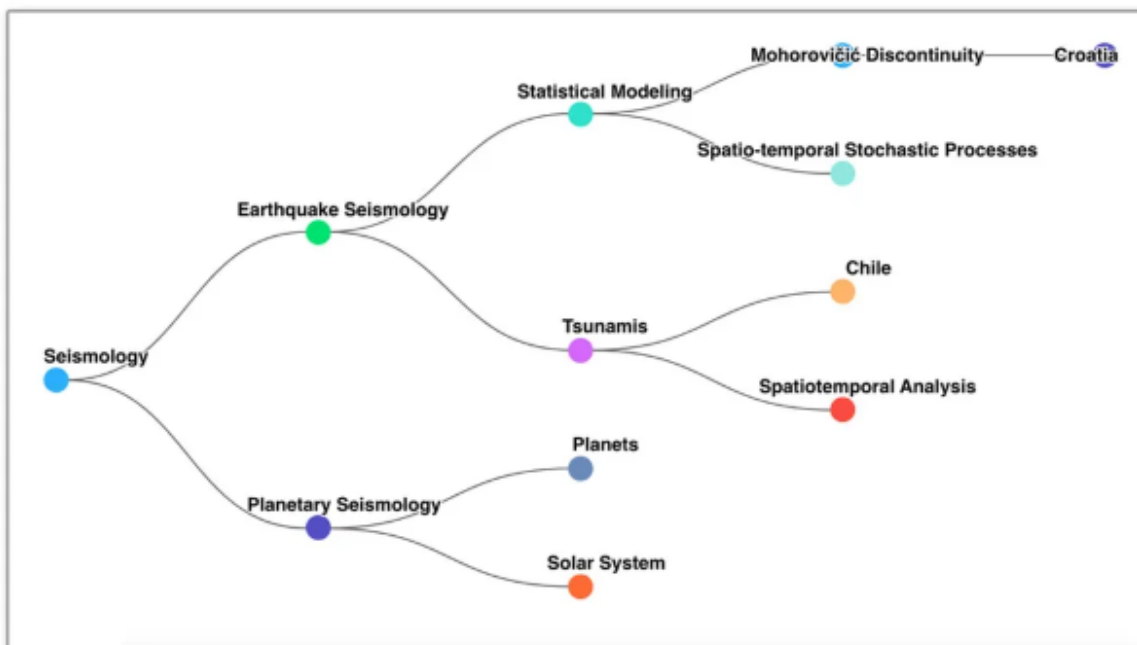 Mohorovičić Discontinuity
Croatia
Statistical Modeling
Spatio-temporal Stochastic Processes
Earthquake Seismology
Chile
Tsunamis
Seismology
Spatiotemporal Analysis
Planets
Planetary Seismology
Solar System